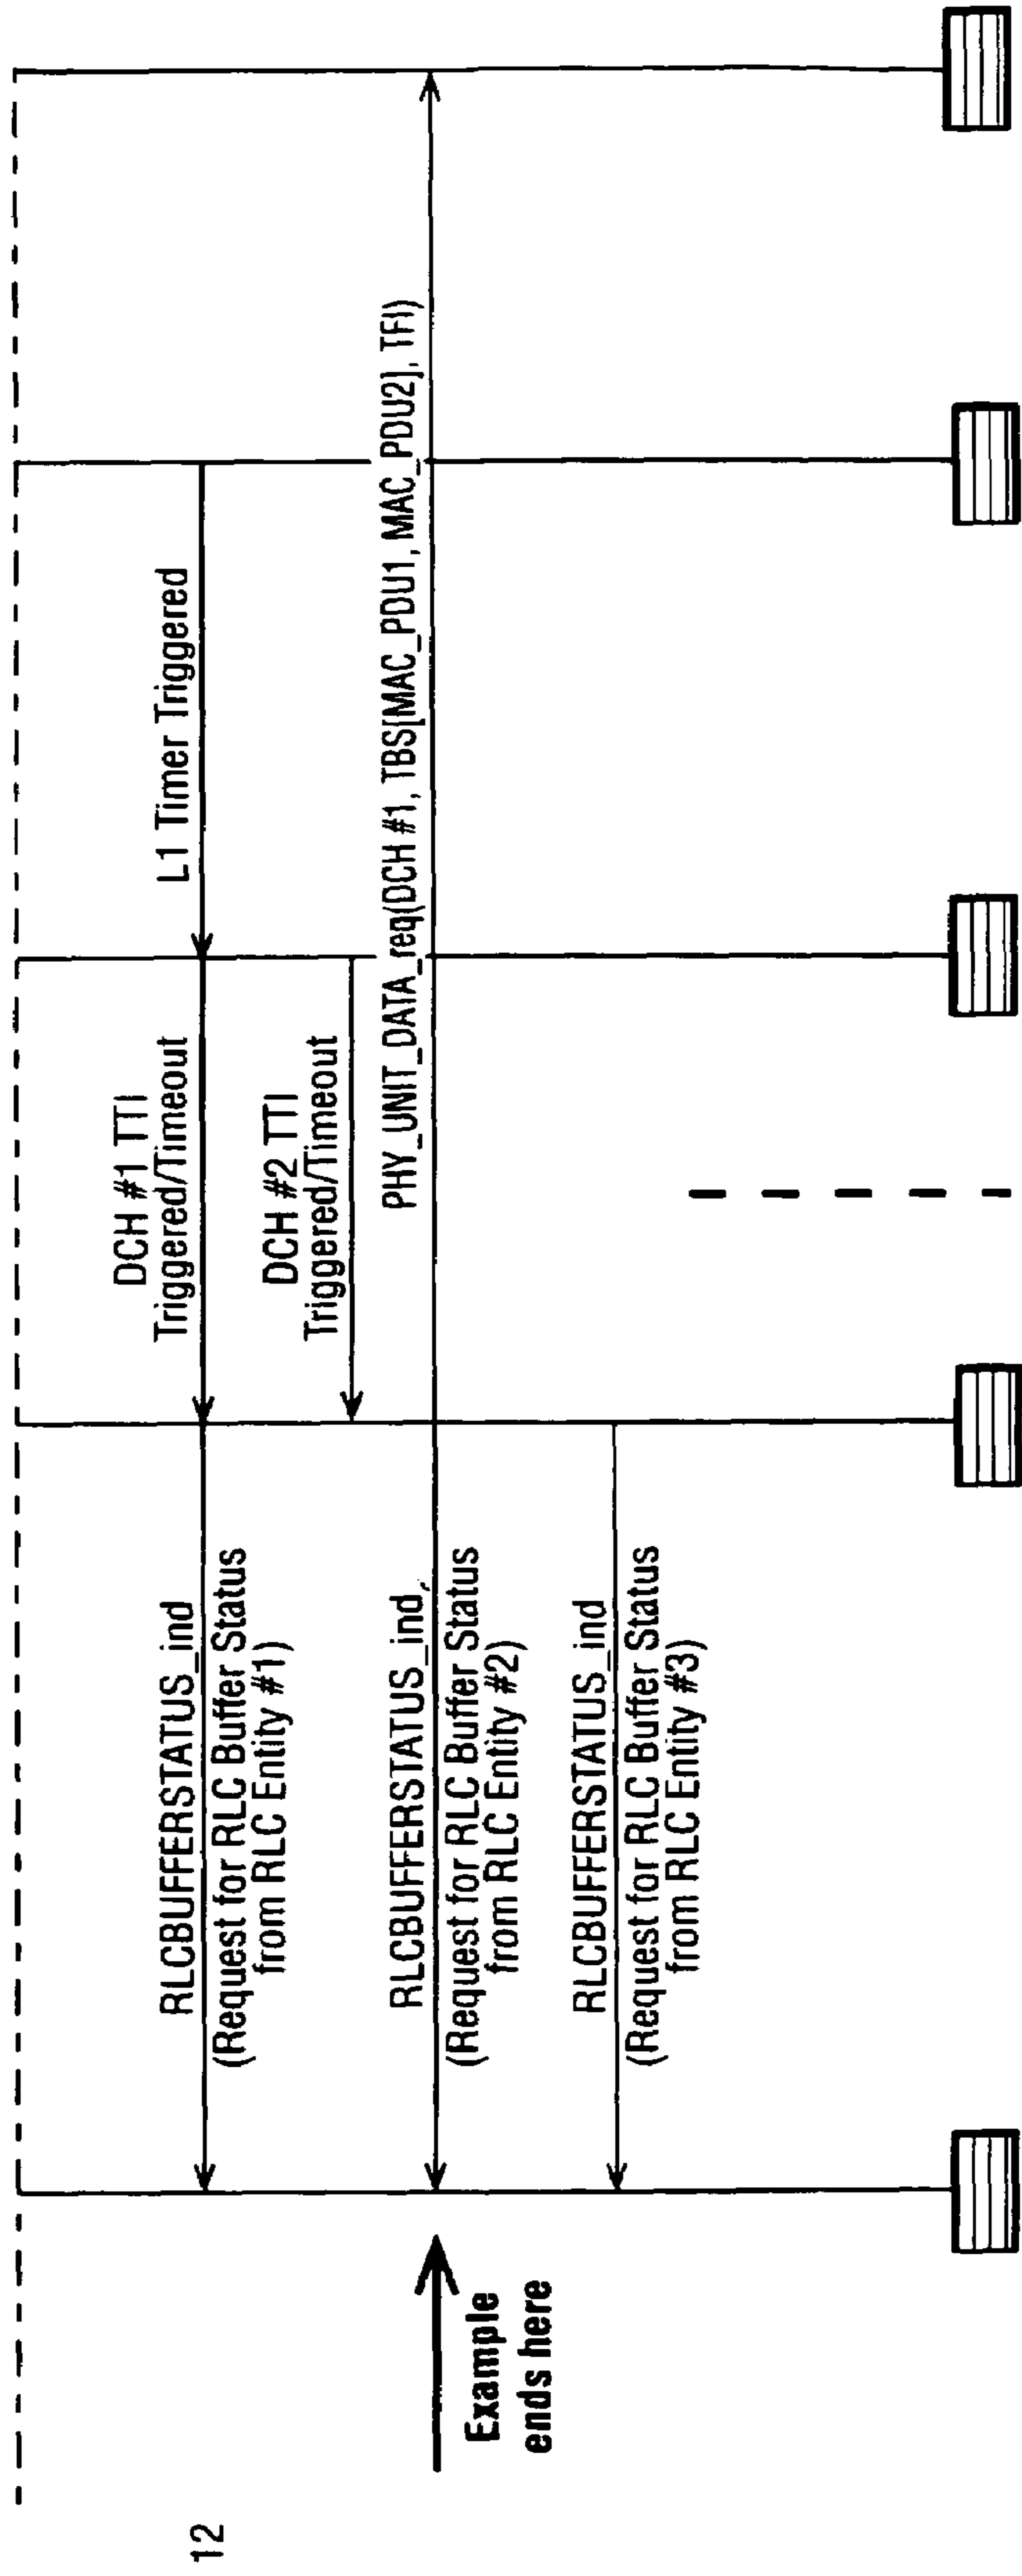 12
RLCBUFFERSTATUS_ind
(Request for RLC Buffer Status
from RLC Entity #1)
DCH #1 TTI
Triggered/Timeout
L1 Timer Triggered
DCH #2 TTI
Triggered/Timeout
Example
ends here
RLCBUFFERSTATUS_ind
(Request for RLC Buffer Status
from RLC Entity #2)
PHY_UNIT_DATA_req(DCH #1, TBS[MAC_PDU1, MAC_PDU2], TFI)
RLCBUFFERSTATUS_ind
(Request for RLC Buffer Status
from RLC Entity #3)